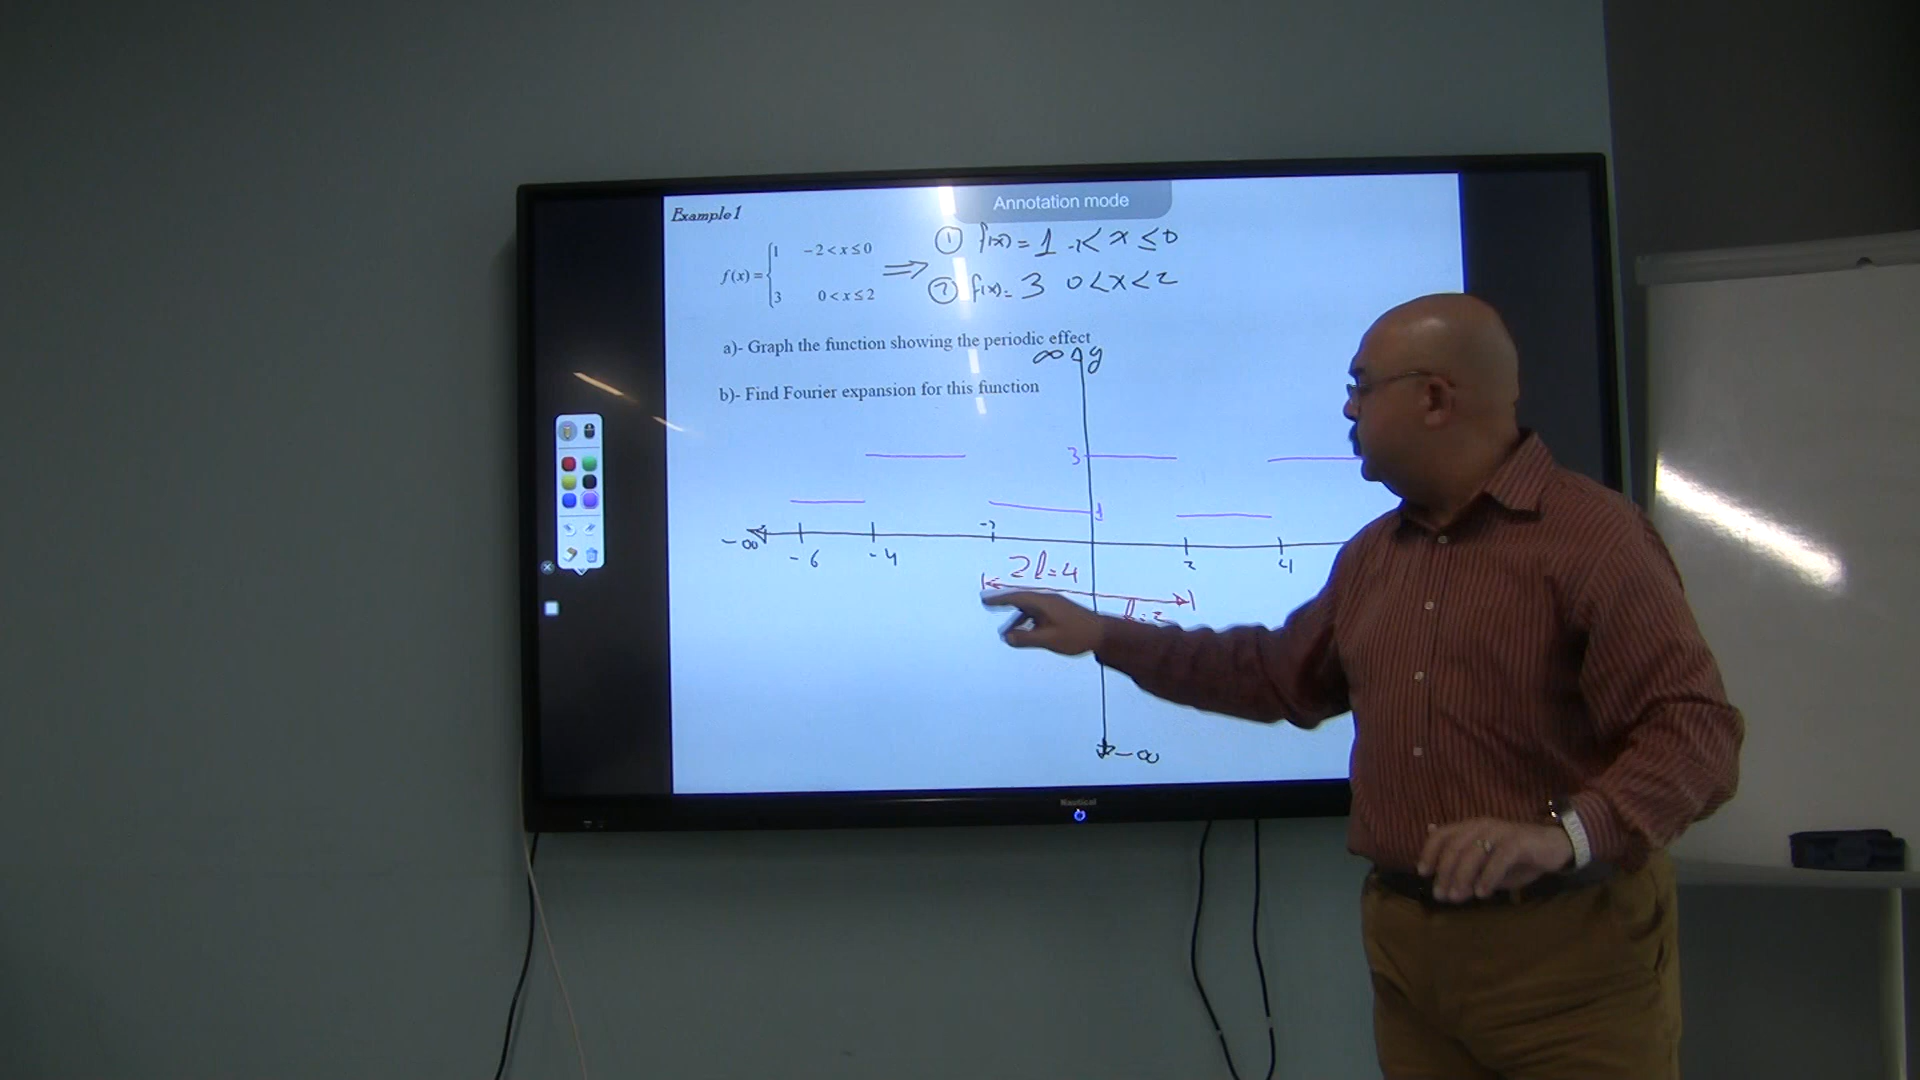 Annotation mode
Example 1
f(x) = { 1 -2 < x ≤ 0
3 0 < x ≤ 2
⇒ ① f(x) = 1 -2 < x ≤ 0
② f(x) = 3 0 < x < 2
a)- Graph the function showing the periodic effect
∞ y
b)- Find Fourier expansion for this function
3
1
-∞ -6 -4 -2 2 4
2l = 4
l = 2
-∞
Nautical